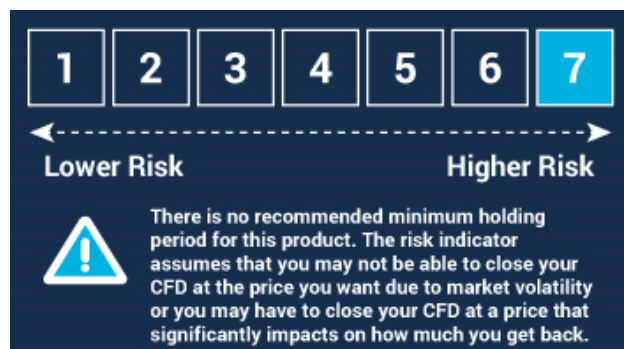 1 2 3 4 5 6 7
Lower Risk Higher Risk
There is no recommended minimum holding
period for this product. The risk indicator
assumes that you may not be able to close your
CFD at the price you want due to market volatility
or you may have to close your CFD at a price that
significantly impacts on how much you get back.